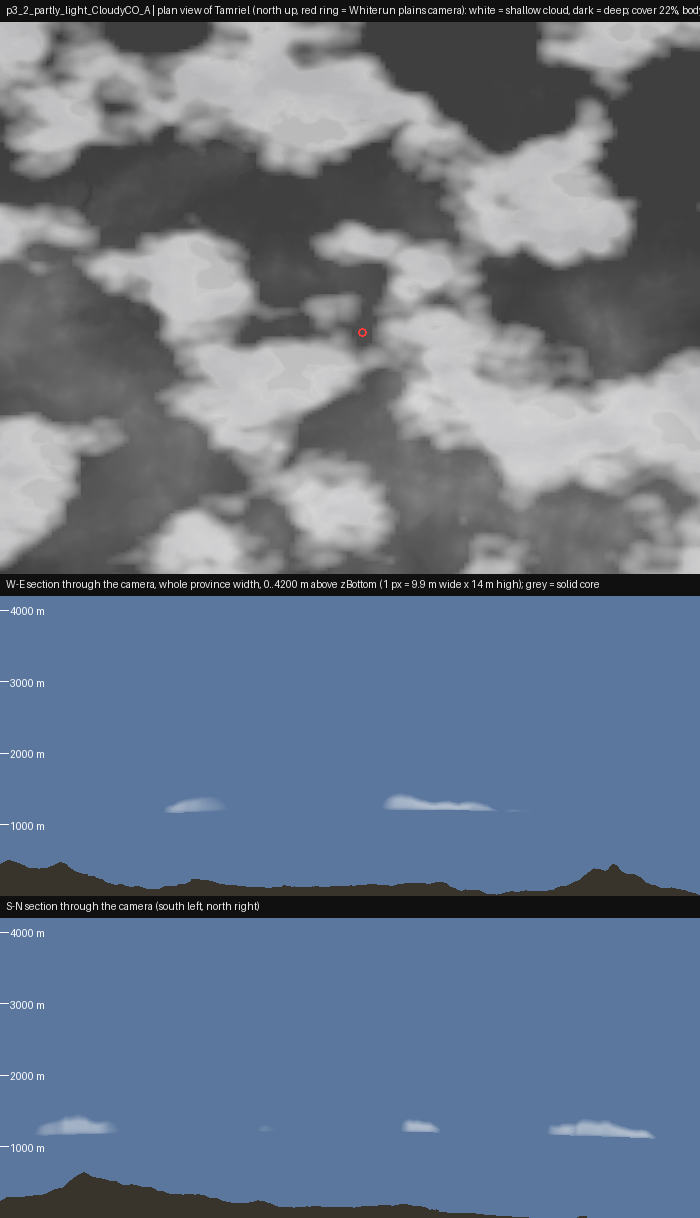 p3_2_partly_light_CloudyCO_A | plan view of Tamriel (north up, red ring = Whiterun plains camera): white = shallow cloud, dark = deep; cover 22%, body
W-E section through the camera, whole province width, 0..4200 m above zBottom (1 px = 9.9 m wide x 14 m high); grey = solid core
4000 m
3000 m
2000 m
1000 m
S-N section through the camera (south left, north right)
4000 m
3000 m
2000 m
1000 m